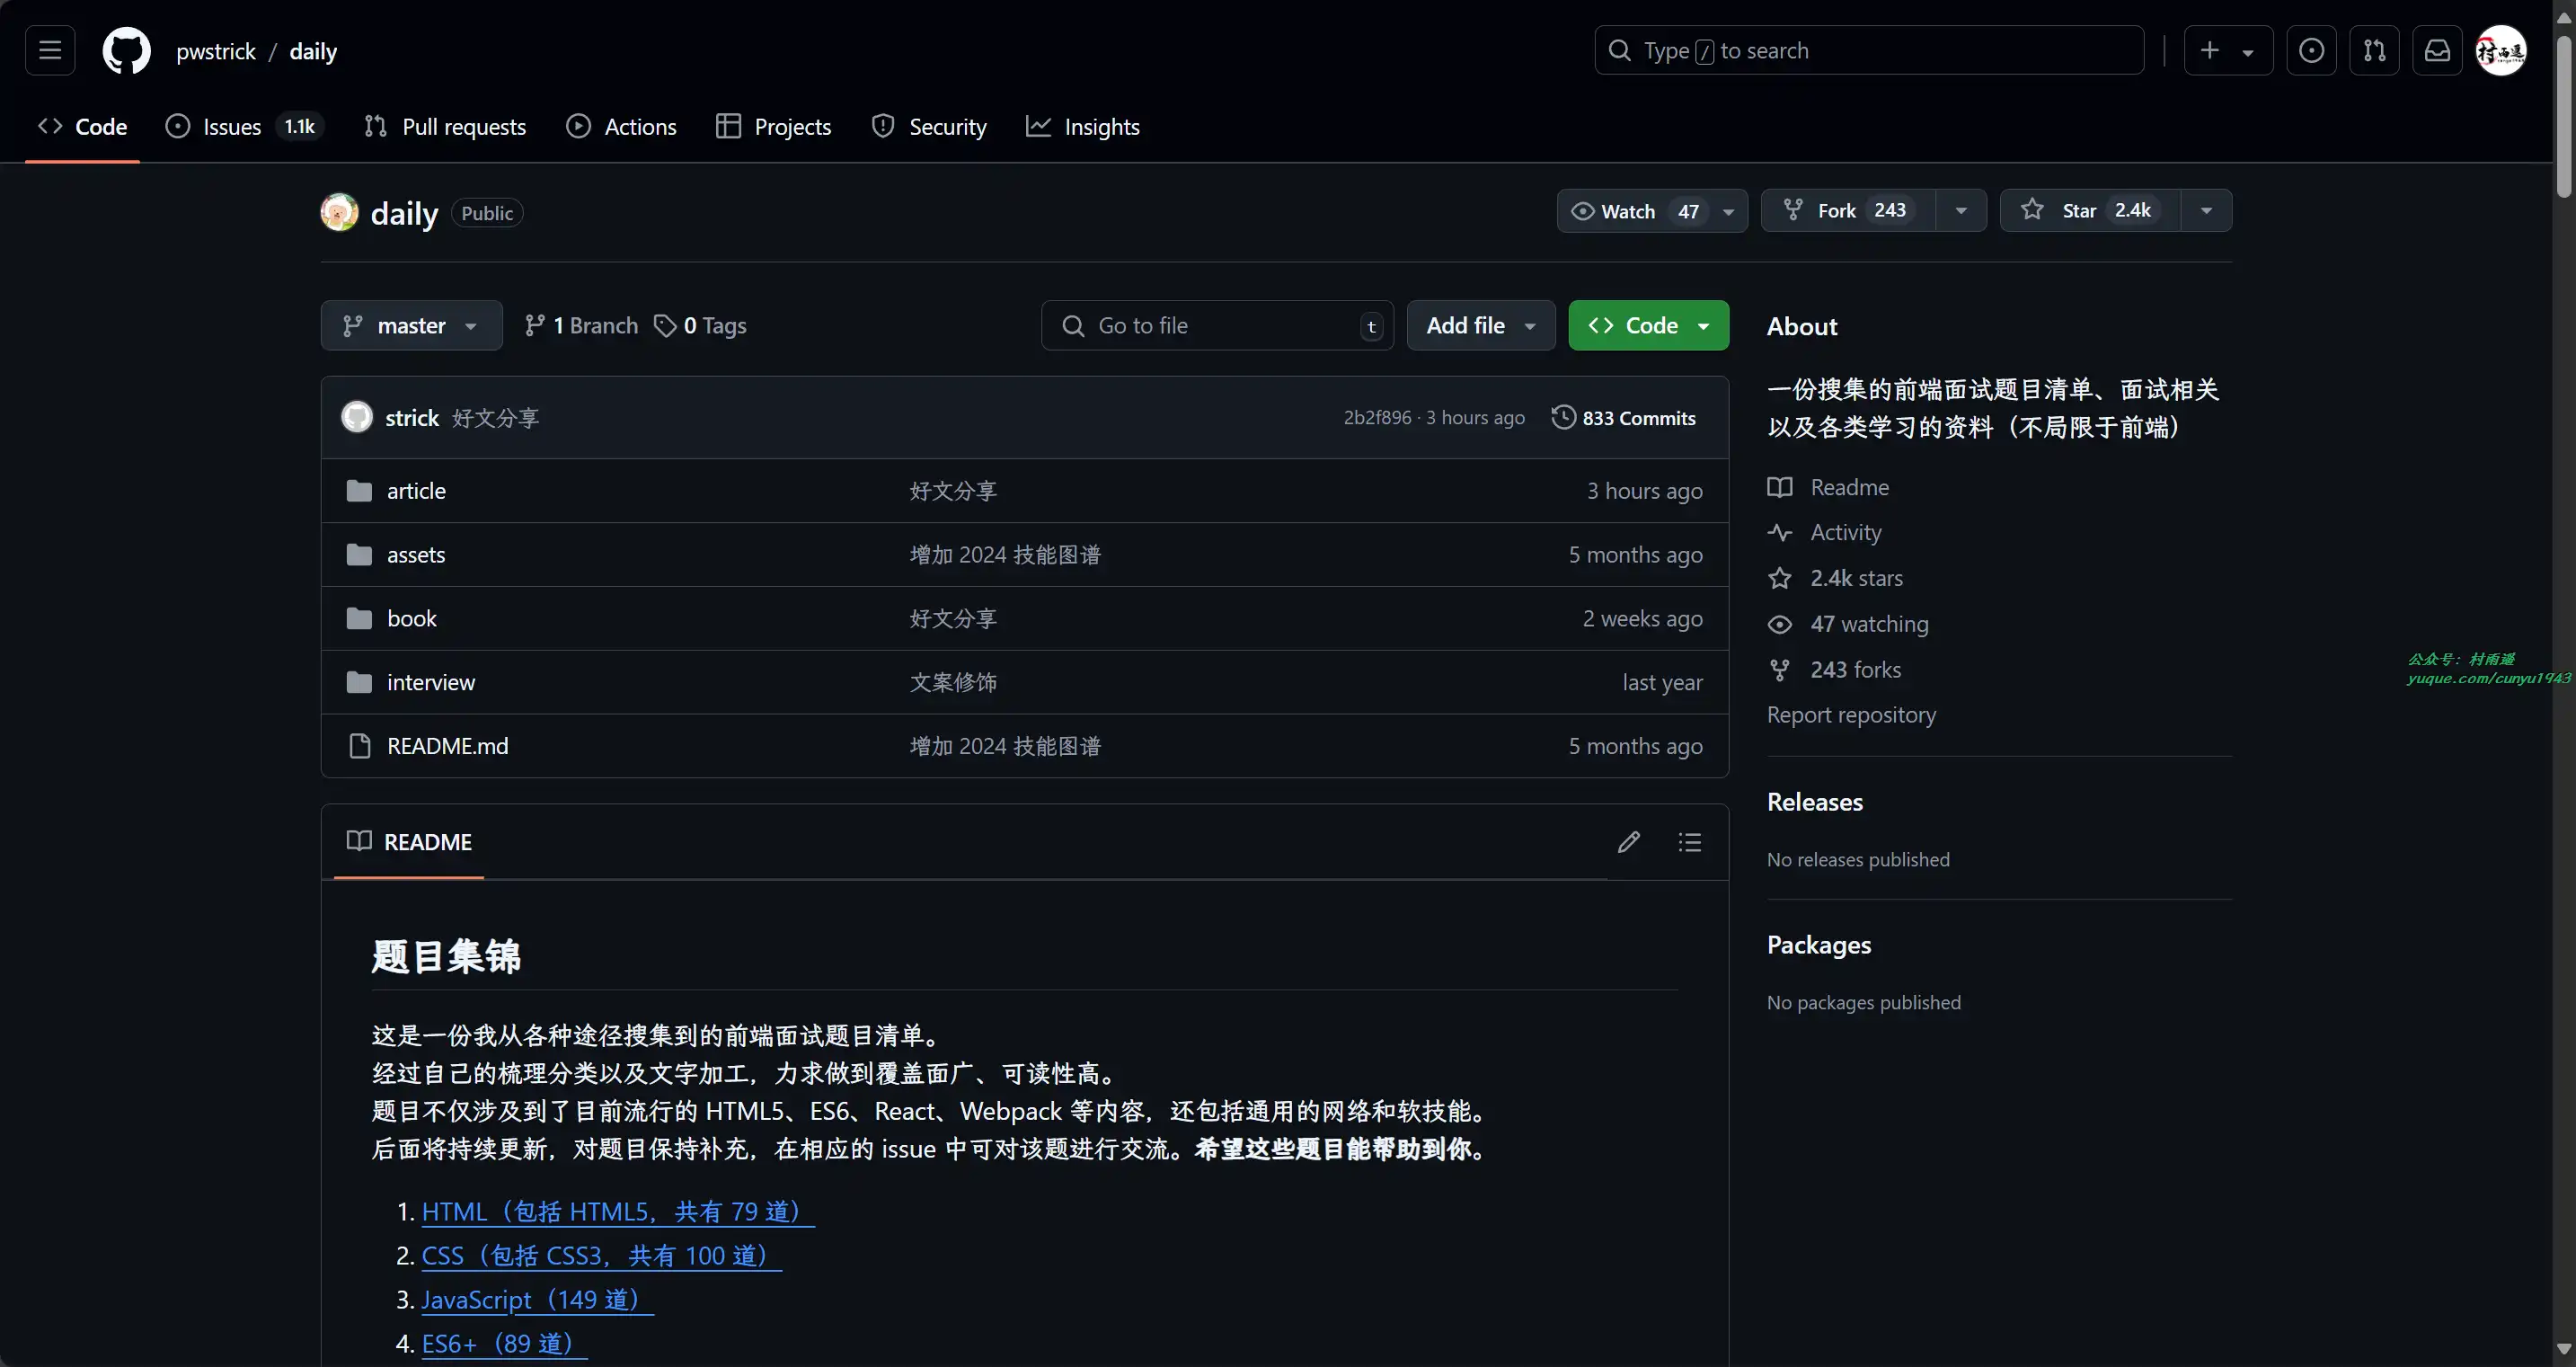 pwstrick / daily
Type / to search
Code
Issues 1.1k
Pull requests
Actions
Projects
Security
Insights
daily Public
Watch 47
Fork 243
Star 2.4k
master
1 Branch
0 Tags
Go to file t
Add file
Code
strick 好文分享 2b2f896 · 3 hours ago 833 Commits
article 好文分享 3 hours ago
assets 增加 2024 技能图谱 5 months ago
book 好文分享 2 weeks ago
interview 文案修饰 last year
README.md 增加 2024 技能图谱 5 months ago
README
题目集锦
这是一份我从各种途径搜集到的前端面试题目清单。
经过自己的梳理分类以及文字加工，力求做到覆盖面广、可读性高。
题目不仅涉及到了目前流行的 HTML5、ES6、React、Webpack 等内容，还包括通用的网络和软技能。
后面将持续更新，对题目保持补充，在相应的 issue 中可对该题进行交流。希望这些题目能帮助到你。
1. HTML（包括 HTML5，共有 79 道）
2. CSS（包括 CSS3，共有 100 道）
3. JavaScript（149 道）
4. ES6+（89 道）
About
一份搜集的前端面试题目清单、面试相关
以及各类学习的资料（不局限于前端）
Readme
Activity
2.4k stars
47 watching
243 forks
Report repository
Releases
No releases published
Packages
No packages published
公众号：村雨遥
yuque.com/cunyu1943